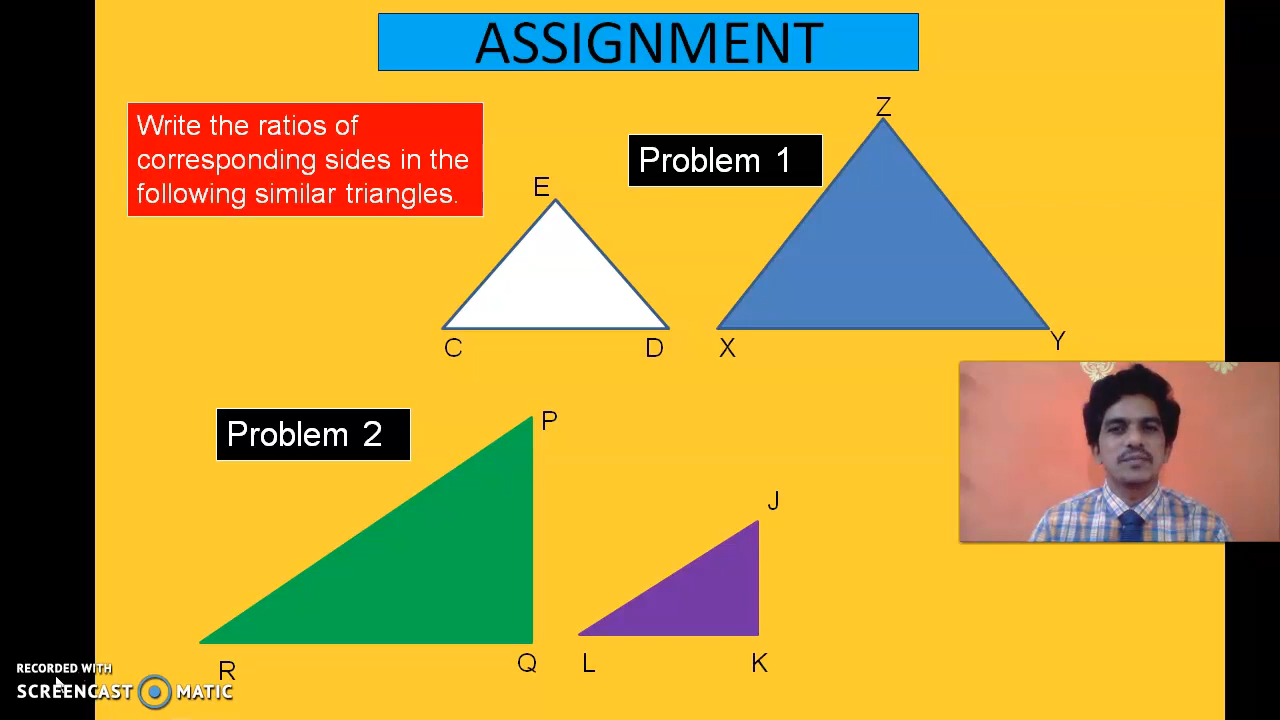 ASSIGNMENT
Write the ratios of
corresponding sides in the
following similar triangles.
Problem 1
Z
E
C
D
X
Y
Problem 2
P
J
R
Q
L
K
RECORDED WITH
SCREENCAST MATIC